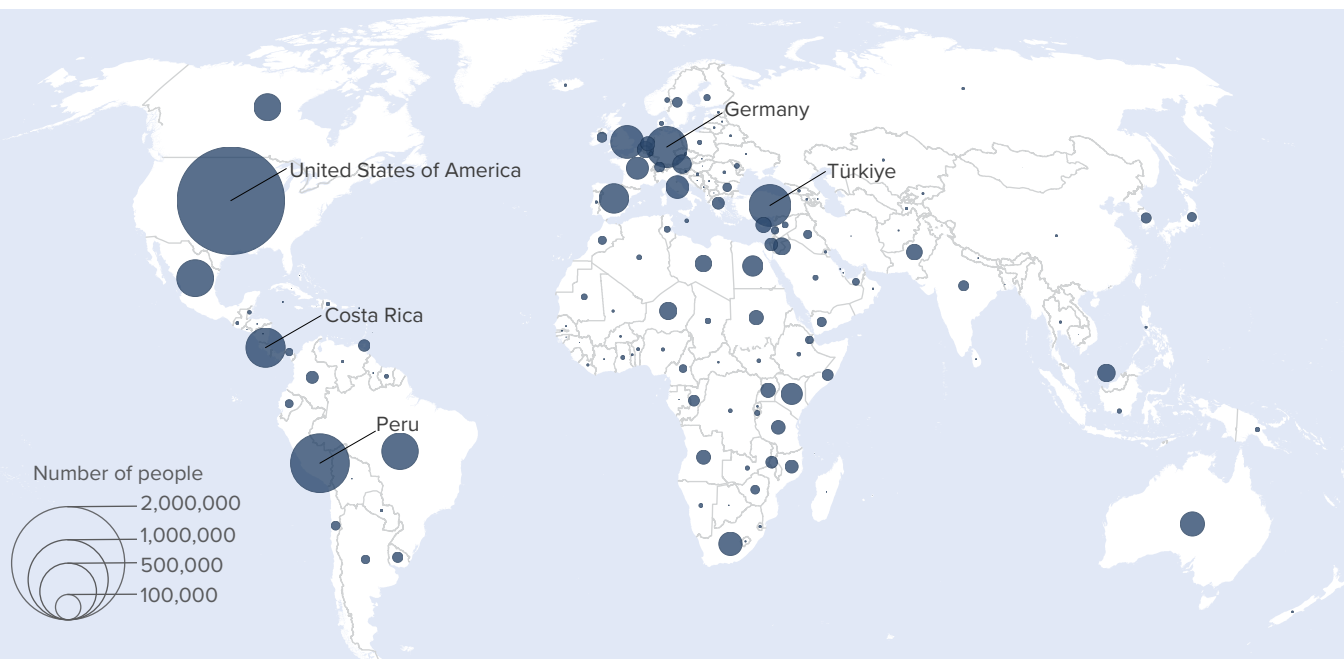 Germany
United States of America
Türkiye
Costa Rica
Peru
Number of people
2,000,000
1,000,000
500,000
100,000